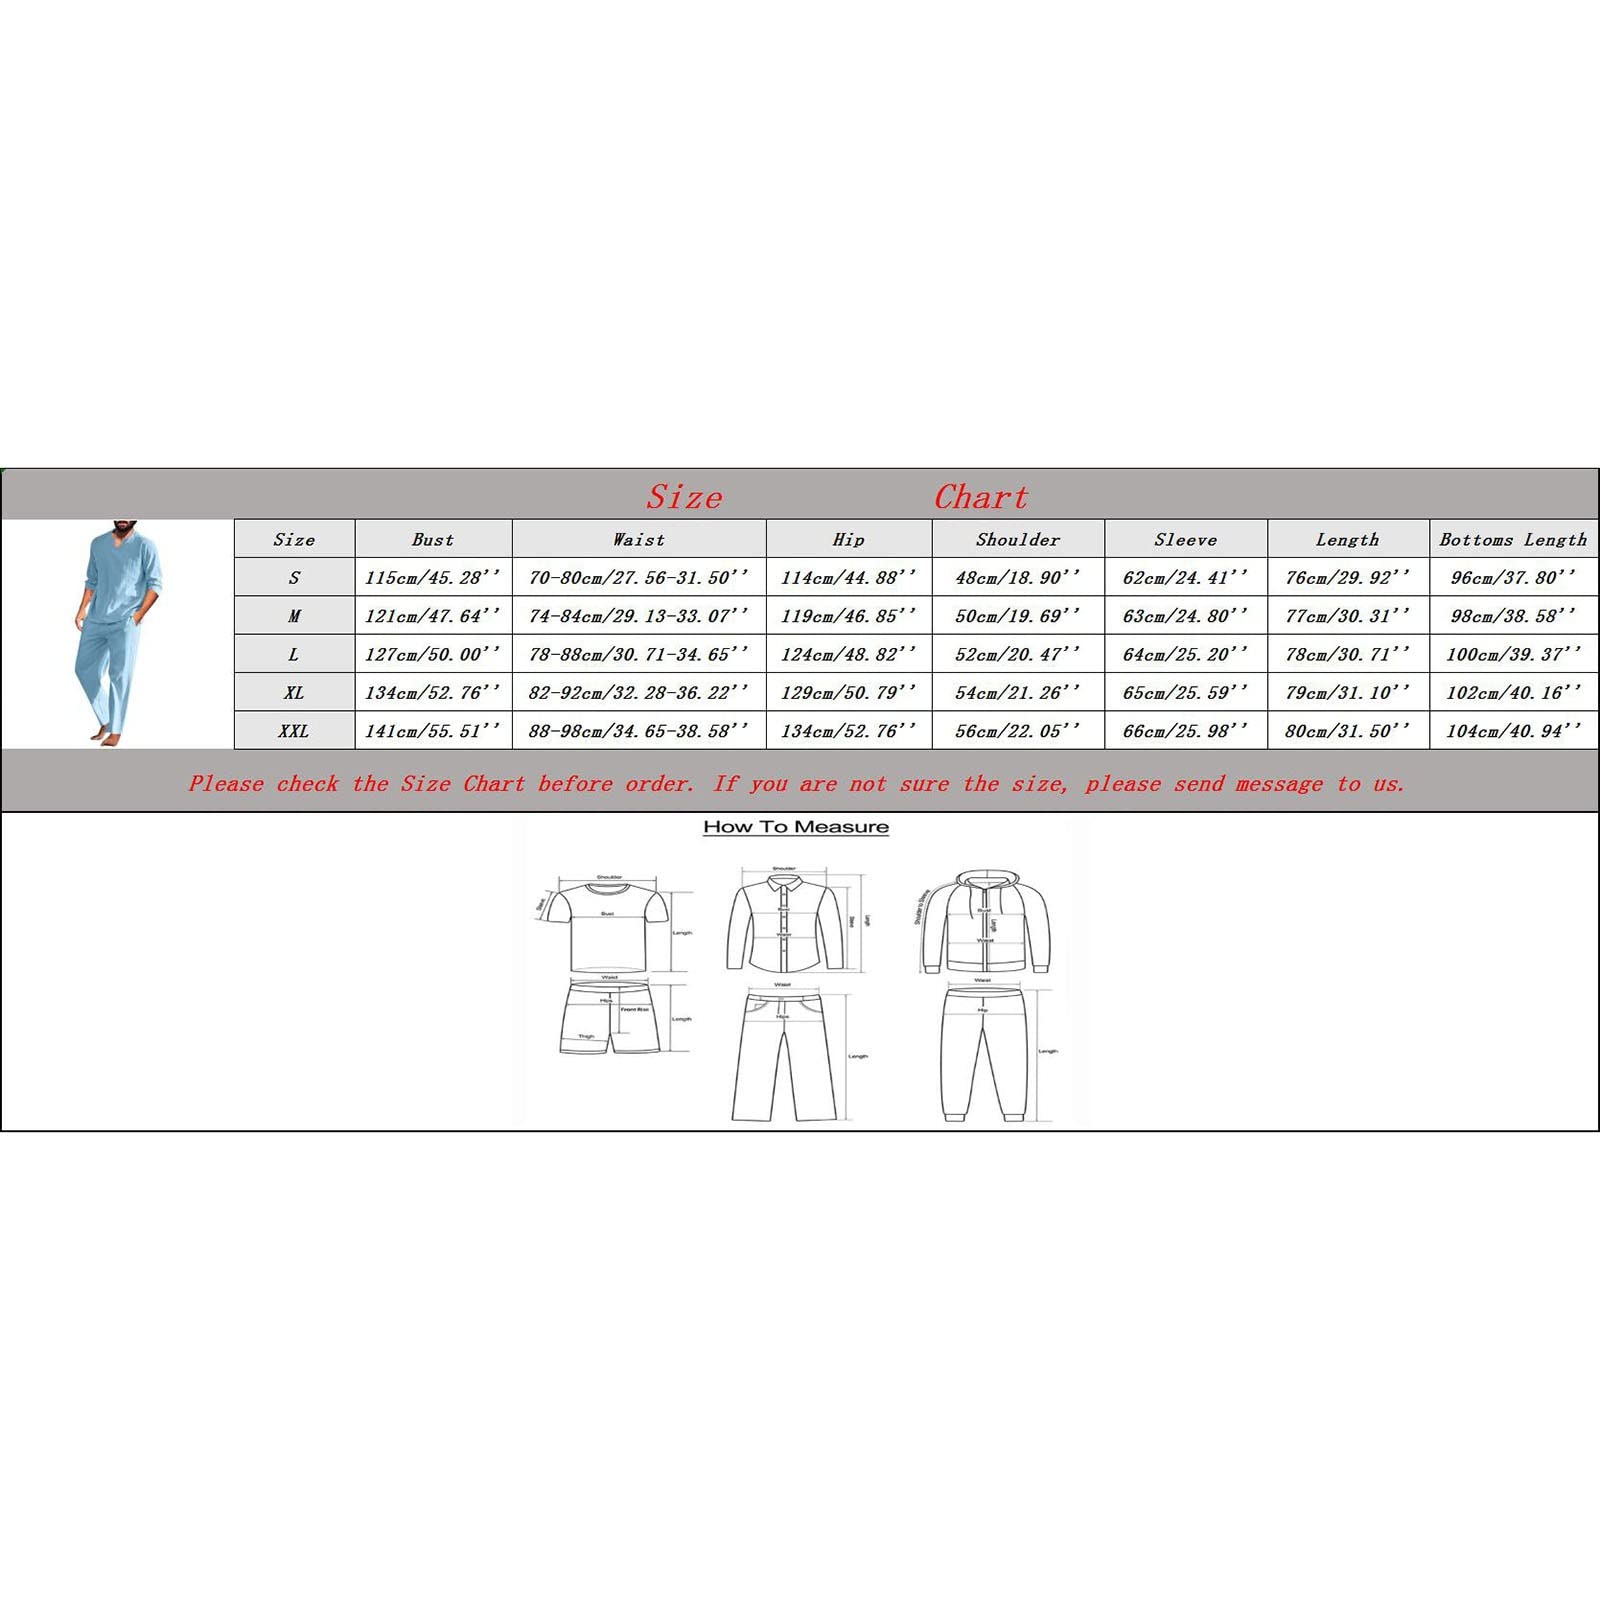 Size Chart
Size Bust Waist Hip Shoulder Sleeve Length Bottoms Length
S 115cm/45.28'' 70-80cm/27.56-31.50'' 114cm/44.88'' 48cm/18.90'' 62cm/24.41'' 76cm/29.92'' 96cm/37.80''
M 121cm/47.64'' 74-84cm/29.13-33.07'' 119cm/46.85'' 50cm/19.69'' 63cm/24.80'' 77cm/30.31'' 98cm/38.58''
L 127cm/50.00'' 78-88cm/30.71-34.65'' 124cm/48.82'' 52cm/20.47'' 64cm/25.20'' 78cm/30.71'' 100cm/39.37''
XL 134cm/52.76'' 82-92cm/32.28-36.22'' 129cm/50.79'' 54cm/21.26'' 65cm/25.59'' 79cm/31.10'' 102cm/40.16''
XXL 141cm/55.51'' 88-98cm/34.65-38.58'' 134cm/52.76'' 56cm/22.05'' 66cm/25.98'' 80cm/31.50'' 104cm/40.94''
Please check the Size Chart before order. If you are not sure the size, please send message to us.
How To Measure
Shoulder
Sleeve
Bust
Length
Waist
Hips
Front Rise
Thigh
Length
Shoulder
Bust
Waist
Sleeve
Length
Waist
Hips
Length
Shoulder to Sleeve
Bust
Length
Waist
Waist
Hip
Length